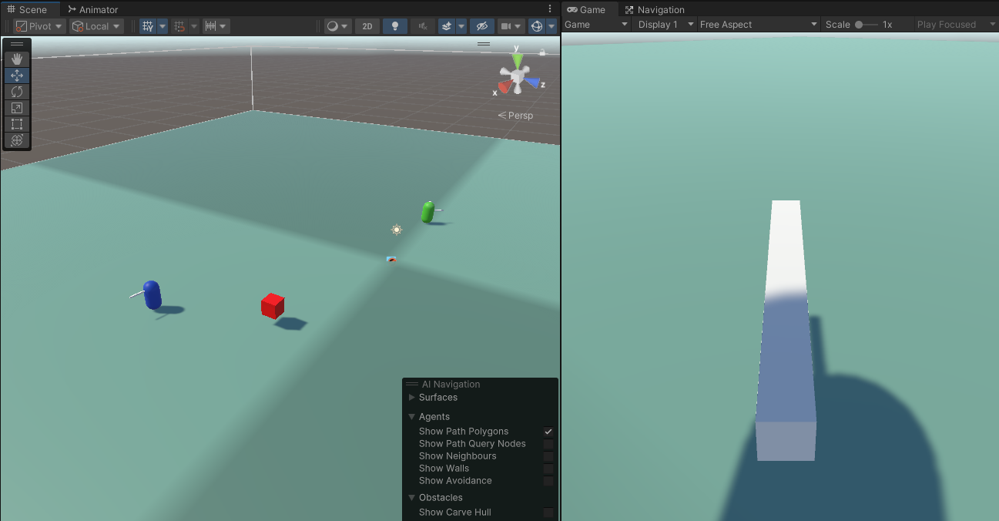 Scene Animator
Pivot Local 2D
y
x z
Persp
AI Navigation
Surfaces
Agents
Show Path Polygons
Show Path Query Nodes
Show Neighbours
Show Walls
Show Avoidance
Obstacles
Show Carve Hull
Game Navigation
Game Display 1 Free Aspect Scale 1x Play Focused